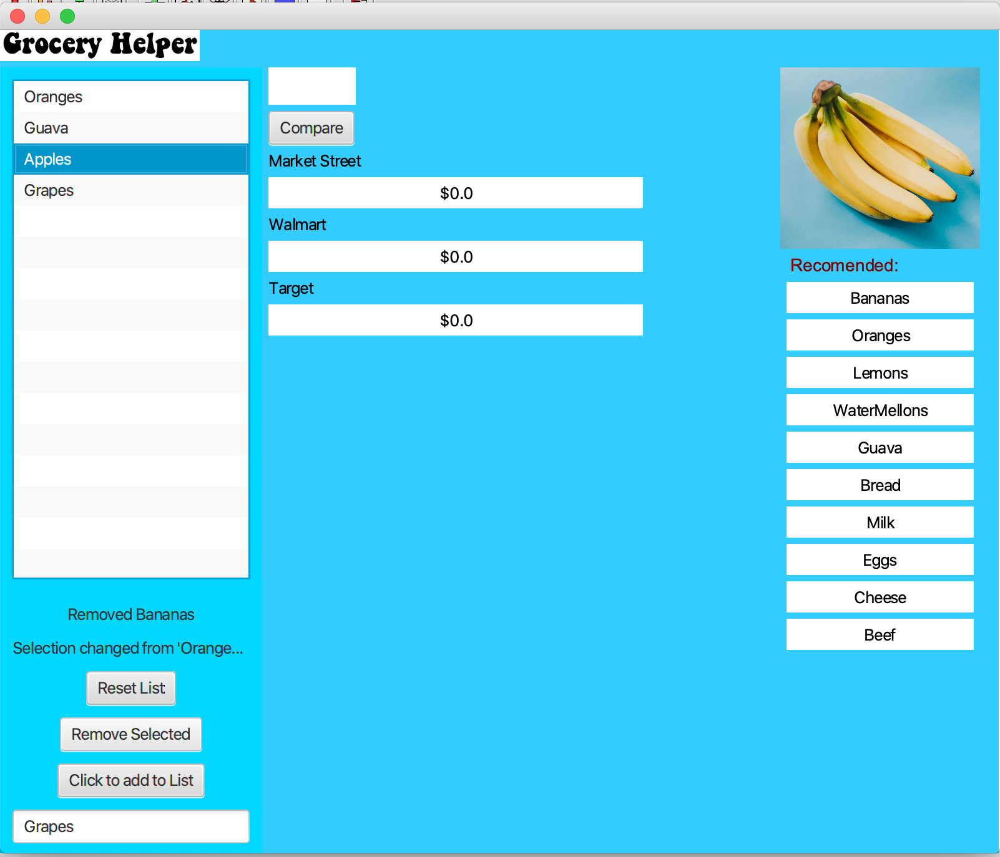 Grocery Helper
Oranges
Guava
Apples
Grapes
Removed Bananas
Selection changed from 'Orange...
Reset List
Remove Selected
Click to add to List
Grapes
Compare
Market Street
$0.0
Walmart
$0.0
Target
$0.0
Recomended:
Bananas
Oranges
Lemons
WaterMellons
Guava
Bread
Milk
Eggs
Cheese
Beef